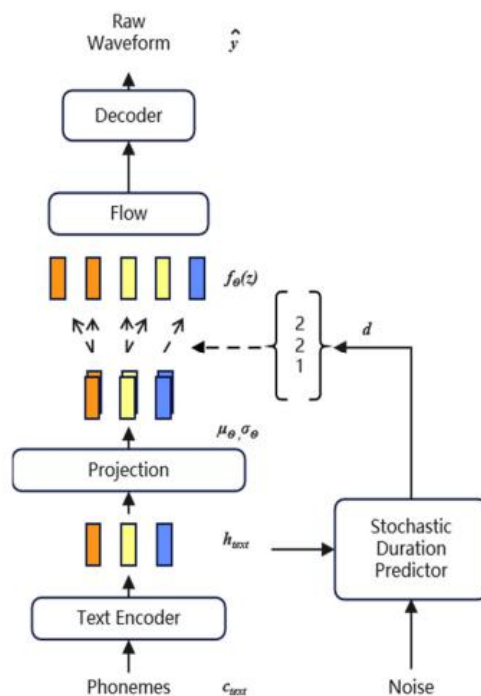 Raw
Waveform
ŷ
Decoder
Flow
f_θ(z)
2
2
1
d
μ_θ, σ_θ
Projection
h_text
Stochastic
Duration
Predictor
Text Encoder
Phonemes
c_text
Noise